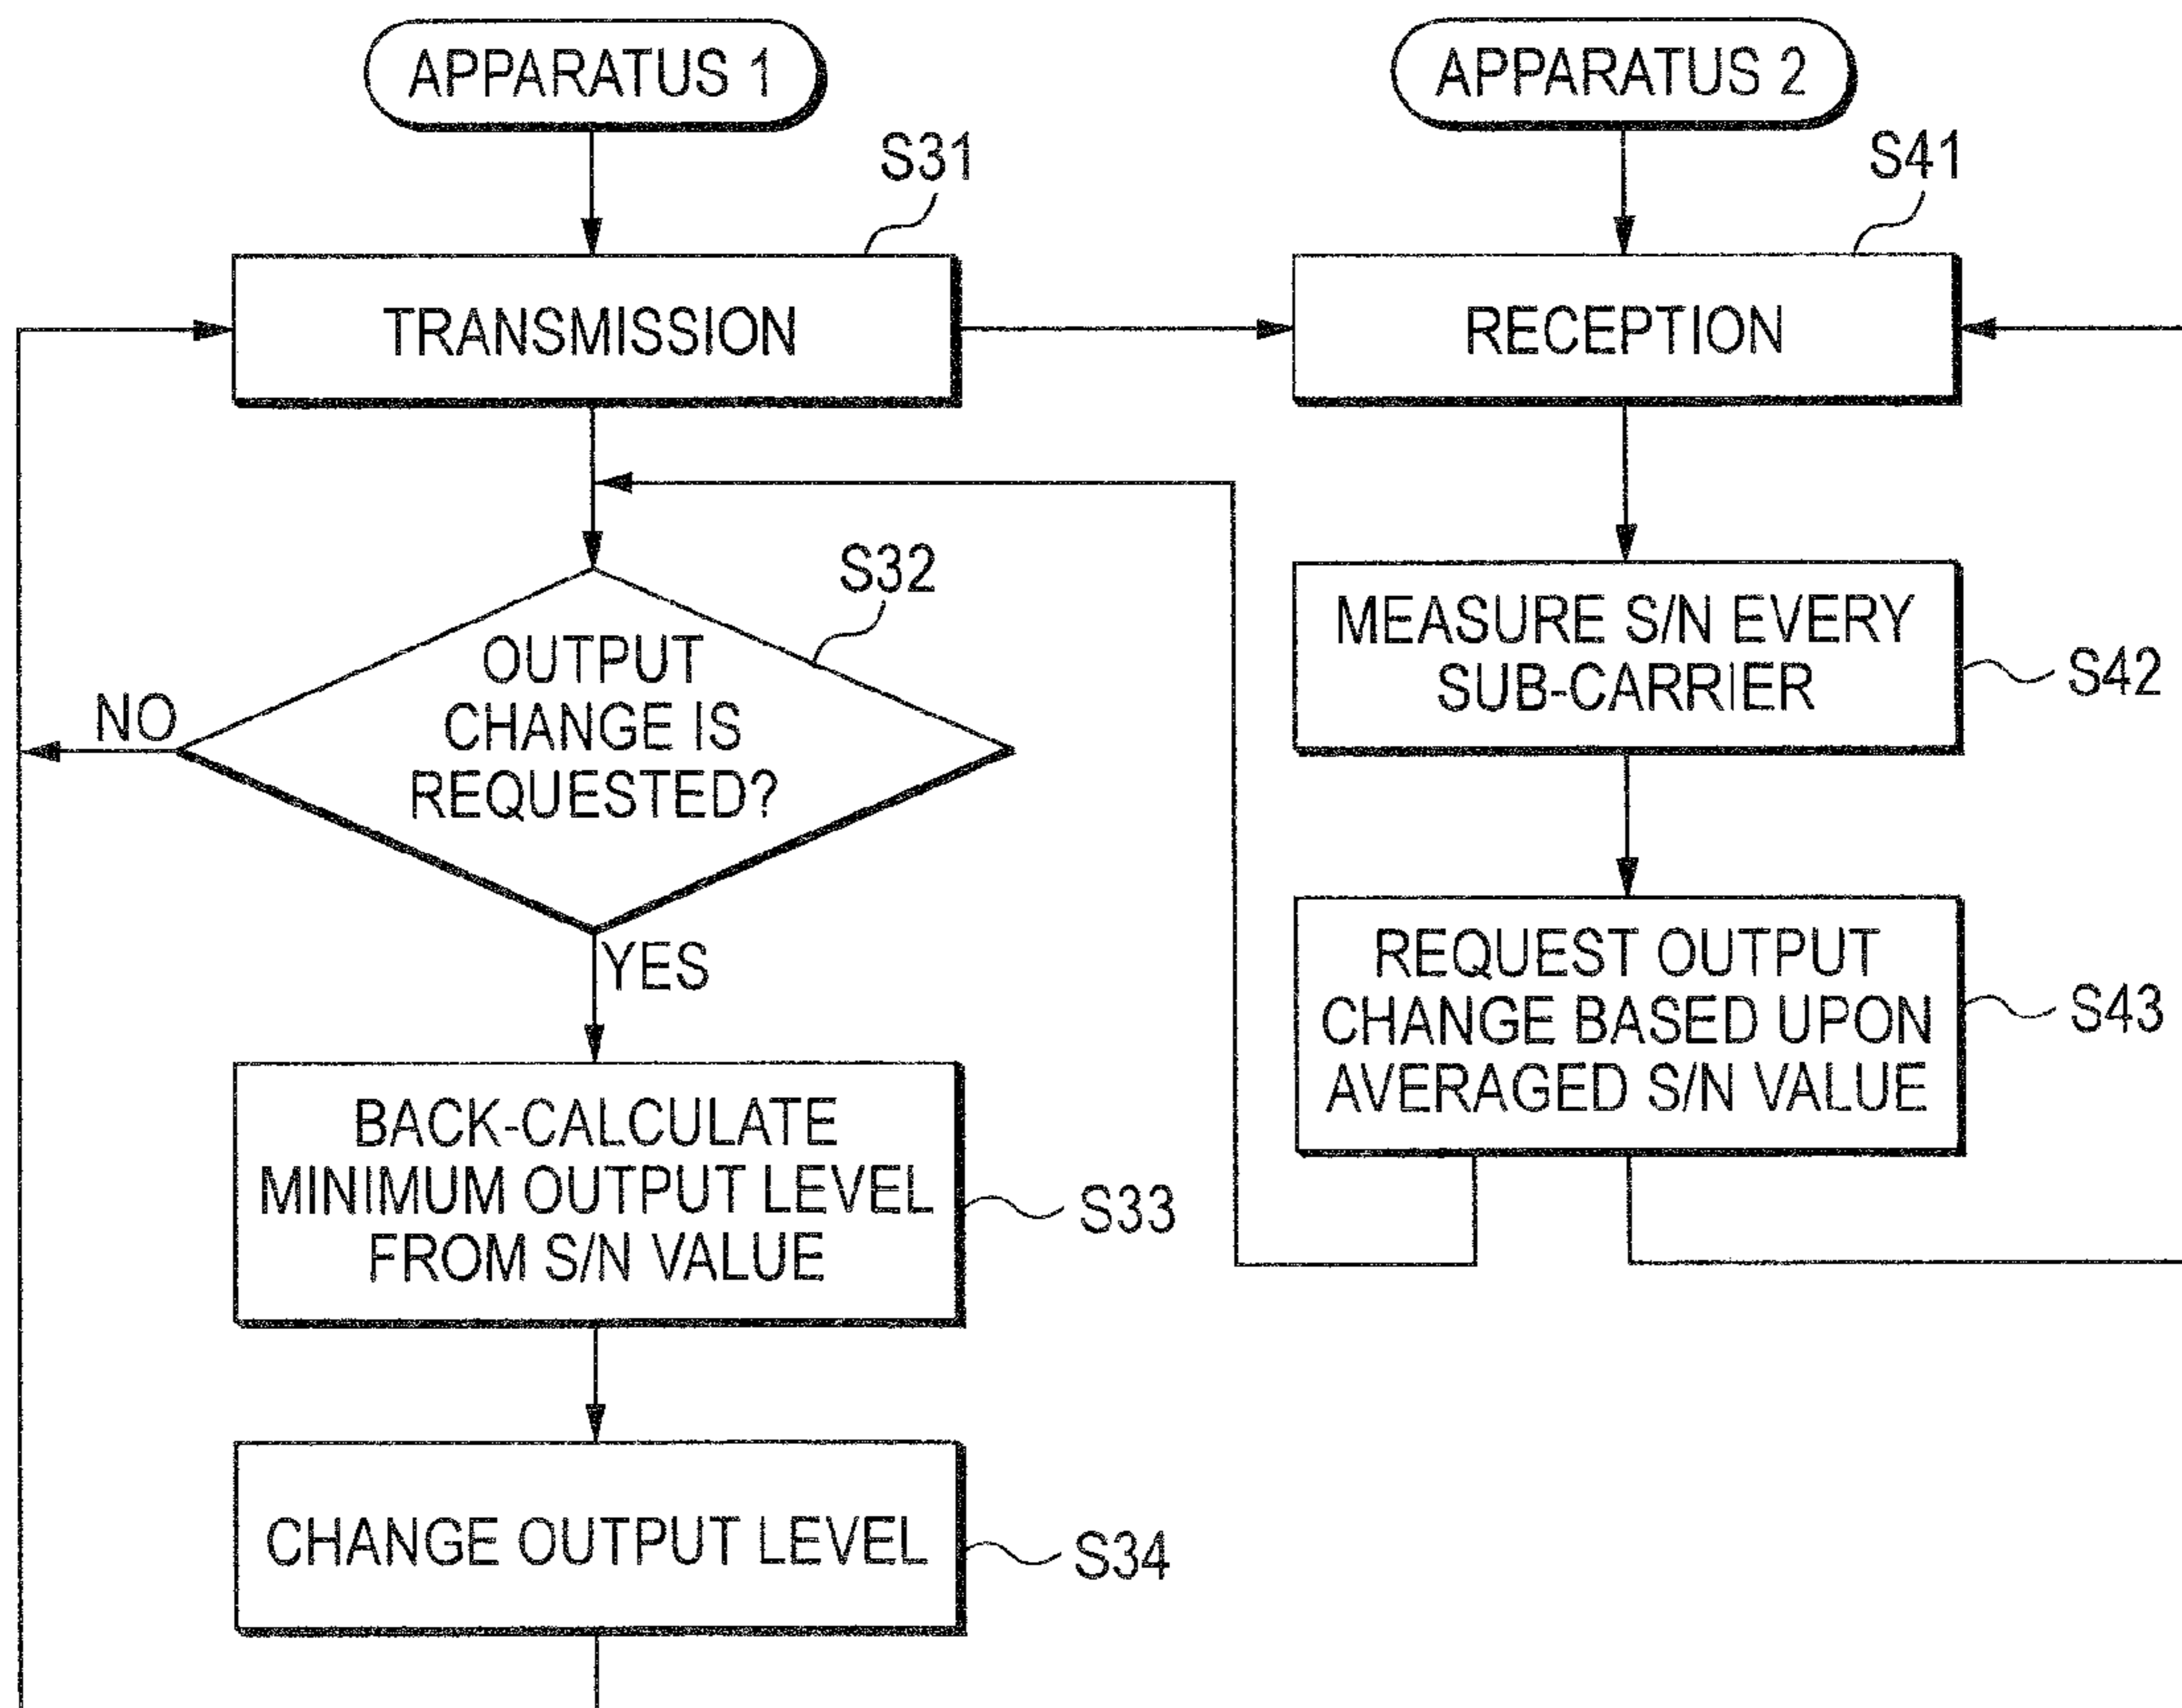 APPARATUS 1
S31
TRANSMISSION
S32
OUTPUT
CHANGE IS
REQUESTED?
NO
YES
BACK-CALCULATE
MINIMUM OUTPUT LEVEL
FROM S/N VALUE
S33
CHANGE OUTPUT LEVEL
S34
APPARATUS 2
S41
RECEPTION
MEASURE S/N EVERY
SUB-CARRIER
S42
REQUEST OUTPUT
CHANGE BASED UPON
AVERAGED S/N VALUE
S43